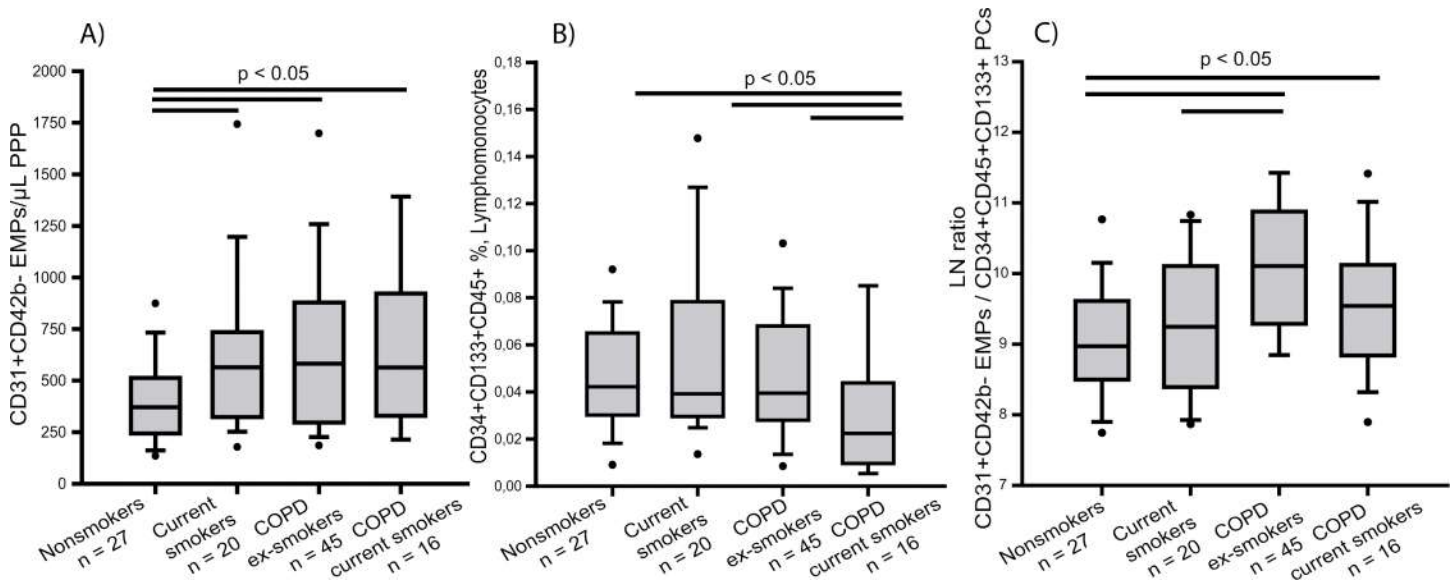 A)
p < 0.05
CD31+CD42b- EMPs/µL PPP
2000
1750
1500
1250
1000
750
500
250
0
Nonsmokers
n = 27
Current
smokers
n = 20
COPD
ex-smokers
n = 45
COPD
current smokers
n = 16
B)
p < 0.05
CD34+CD133+CD45+ %, Lymphomonocytes
0,18
0,16
0,14
0,12
0,10
0,08
0,06
0,04
0,02
0,00
Nonsmokers
n = 27
Current
smokers
n = 20
COPD
ex-smokers
n = 45
COPD
current smokers
n = 16
C)
p < 0.05
LN ratio
CD31+CD42b- EMPs / CD34+CD45+CD133+ PCs
13
12
11
10
9
8
7
Nonsmokers
n = 27
Current
smokers
n = 20
COPD
ex-smokers
n = 45
COPD
current smokers
n = 16